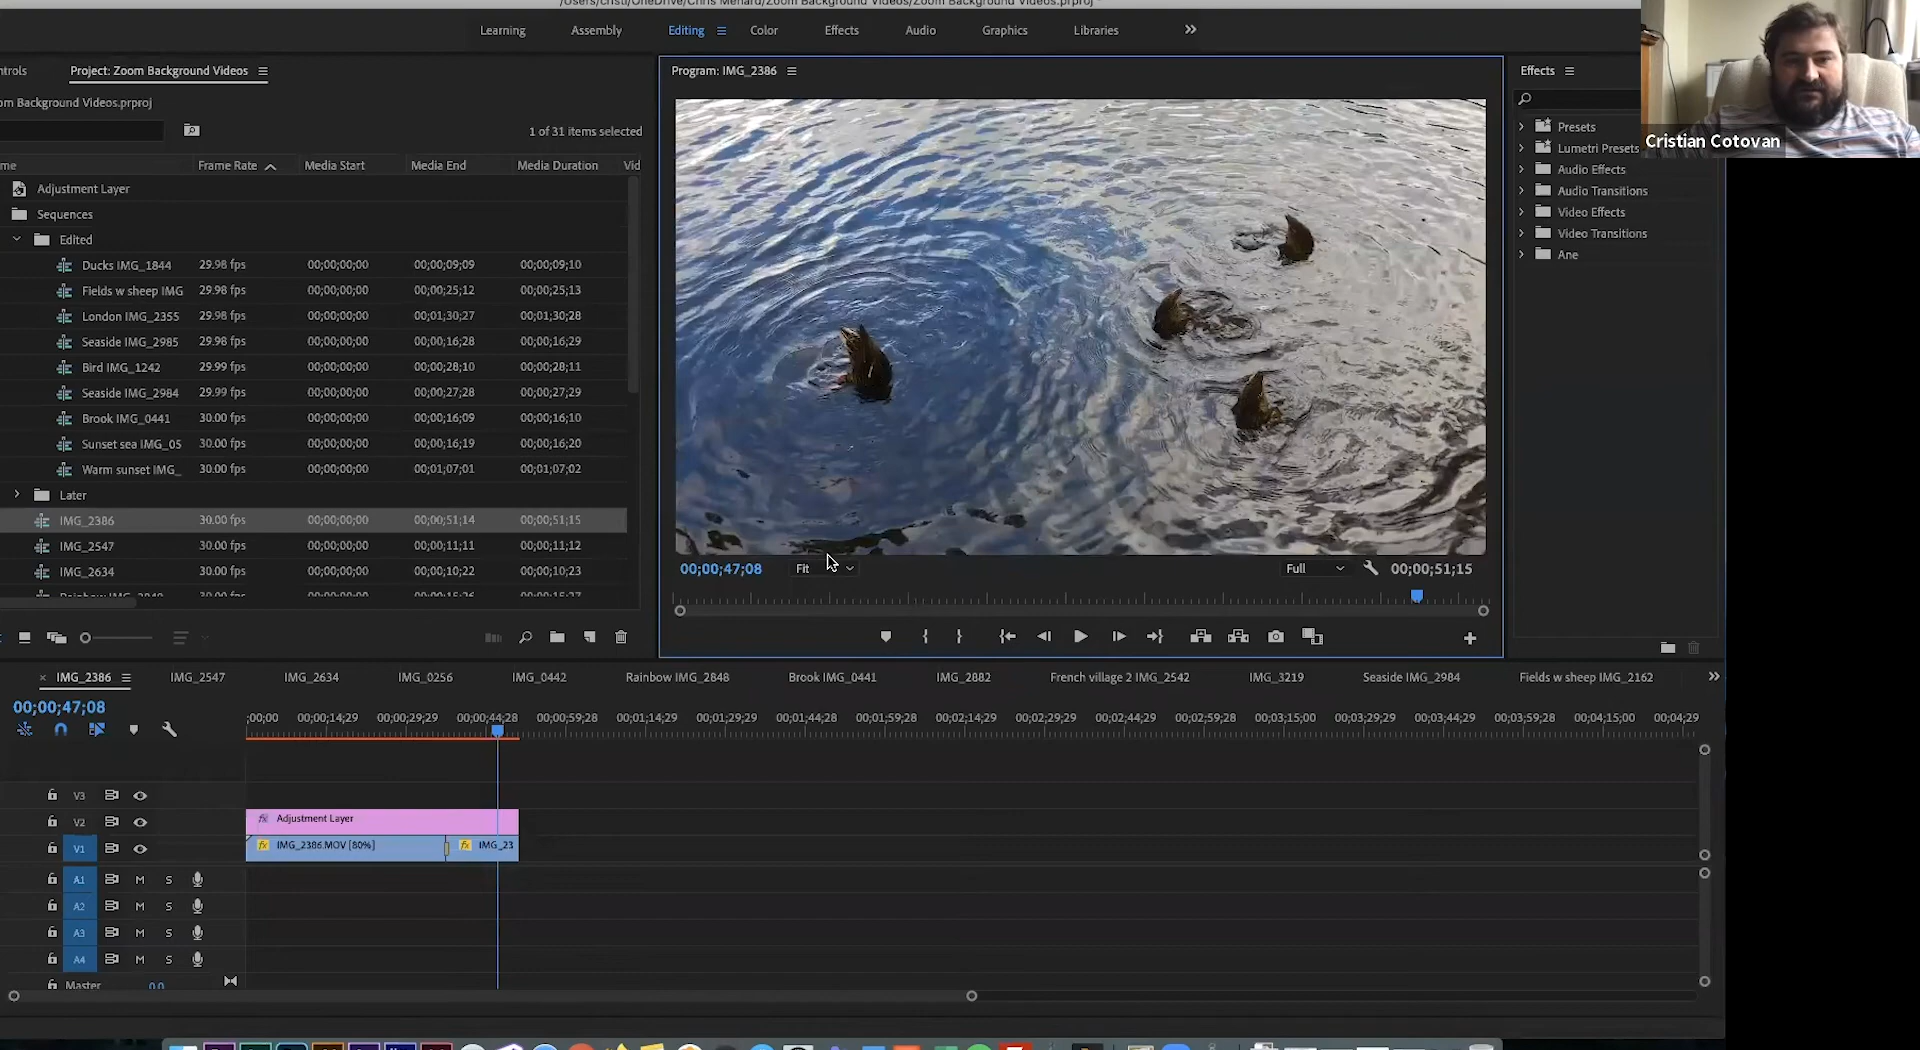 /Users/cristi/OneDrive/Chris Menard/Zoom Background Videos/Zoom Background Videos.prproj *
Learning Assembly Editing Color Effects Audio Graphics Libraries
Cristian Cotovan
ntrols Project: Zoom Background Videos
om Background Videos.prproj
1 of 31 items selected
me Frame Rate Media Start Media End Media Duration Vid
Adjustment Layer
Sequences
Edited
Ducks IMG_1844 29.98 fps 00;00;00;00 00;00;09;09 00;00;09;10
Fields w sheep IMG 29.98 fps 00;00;00;00 00;00;25;12 00;00;25;13
London IMG_2355 29.98 fps 00;00;00;00 00;01;30;27 00;01;30;28
Seaside IMG_2985 29.98 fps 00;00;00;00 00;00;16;28 00;00;16;29
Bird IMG_1242 29.99 fps 00;00;00;00 00;00;28;10 00;00;28;11
Seaside IMG_2984 29.99 fps 00;00;00;00 00;00;27;28 00;00;27;29
Brook IMG_0441 30.00 fps 00;00;00;00 00;00;16;09 00;00;16;10
Sunset sea IMG_05 30.00 fps 00;00;00;00 00;00;16;19 00;00;16;20
Warm sunset IMG_ 30.00 fps 00;00;00;00 00;01;07;01 00;01;07;02
Later
IMG_2386 30.00 fps 00;00;00;00 00;00;51;14 00;00;51;15
IMG_2547 30.00 fps 00;00;00;00 00;00;11;11 00;00;11;12
IMG_2634 30.00 fps 00;00;00;00 00;00;10;22 00;00;10;23
Program: IMG_2386
00;00;47;08 Fit Full 00;00;51;15
Effects
Presets
Lumetri Presets
Audio Effects
Audio Transitions
Video Effects
Video Transitions
Ane
IMG_2386 IMG_2547 IMG_2634 IMG_0256 IMG_0442 Rainbow IMG_2848 Brook IMG_0441 IMG_2882 French village 2 IMG_2542 IMG_3219 Seaside IMG_2984 Fields w sheep IMG_2162
00;00;47;08
;00;00 00;00;14;29 00;00;29;29 00;00;44;28 00;00;59;28 00;01;14;29 00;01;29;29 00;01;44;28 00;01;59;28 00;02;14;29 00;02;29;29 00;02;44;28 00;02;59;28 00;03;15;00 00;03;29;29 00;03;44;29 00;03;59;28 00;04;15;00 00;04;29
V3
V2 fx Adjustment Layer
V1 fx IMG_2386.MOV [80%] fx IMG_23
A1 M S
A2 M S
A3 M S
A4 M S
Master 0.0